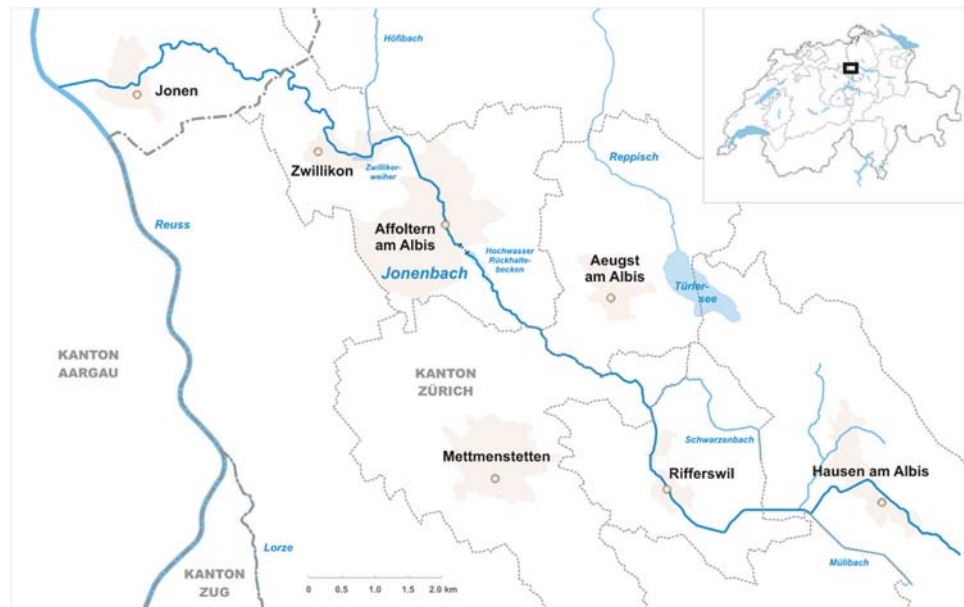 Höfibach
Jonen
Reppisch
Zwillikon
Zwilliker-
weiher
Reuss
Affoltern
am Albis
Hochwasser
Rückhalte-
becken
Jonenbach
Aeugst
am Albis
Türler-
see
KANTON
AARGAU
KANTON
ZÜRICH
Schwarzenbach
Mettmenstetten
Rifferswil
Hausen am Albis
Lorze
Mülibach
KANTON
ZUG
0 0.5 1.0 1.5 2.0 km